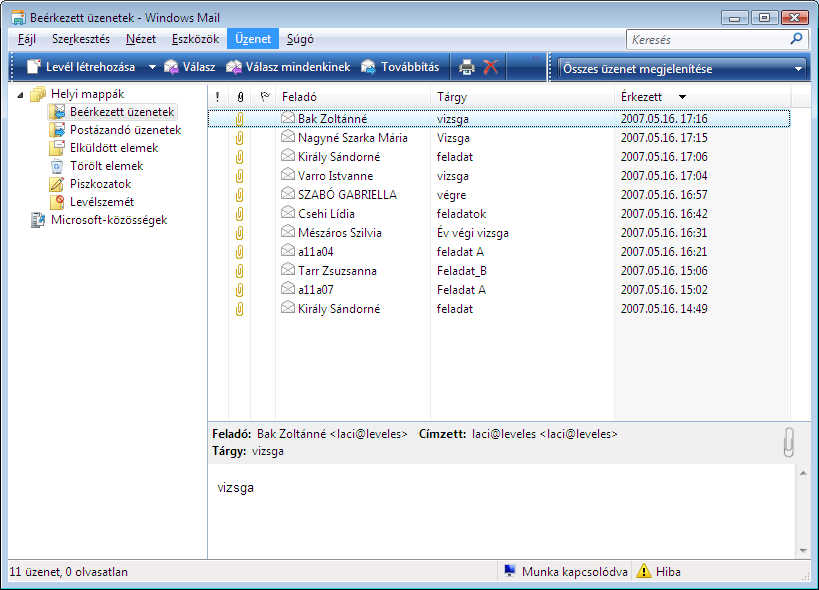 Beérkezett üzenetek - Windows Mail
Fájl Szerkesztés Nézet Eszközök Üzenet Súgó Keresés
Levél létrehozása Válasz Válasz mindenkinek Továbbítás » Összes üzenet megjelenítése
Helyi mappák
Beérkezett üzenetek
Postázandó üzenetek
Elküldött elemek
Törölt elemek
Piszkozatok
Levélszemét
Microsoft-közösségek
! Feladó Tárgy Érkezett
Bak Zoltánné vizsga 2007.05.16. 17:16
Nagyné Szarka Mária Vizsga 2007.05.16. 17:15
Király Sándorné feladat 2007.05.16. 17:06
Varro Istvanne vizsga 2007.05.16. 17:04
SZABÓ GABRIELLA végre 2007.05.16. 16:57
Csehi Lídia feladatok 2007.05.16. 16:42
Mészáros Szilvia Év végi vizsga 2007.05.16. 16:31
a11a04 feladat A 2007.05.16. 16:21
Tarr Zsuzsanna Feladat_B 2007.05.16. 15:06
a11a07 Feladat A 2007.05.16. 15:02
Király Sándorné feladat 2007.05.16. 14:49
Feladó: Bak Zoltánné <laci@leveles> Címzett: laci@leveles <laci@leveles>
Tárgy: vizsga
vizsga
11 üzenet, 0 olvasatlan Munka kapcsolódva Hiba